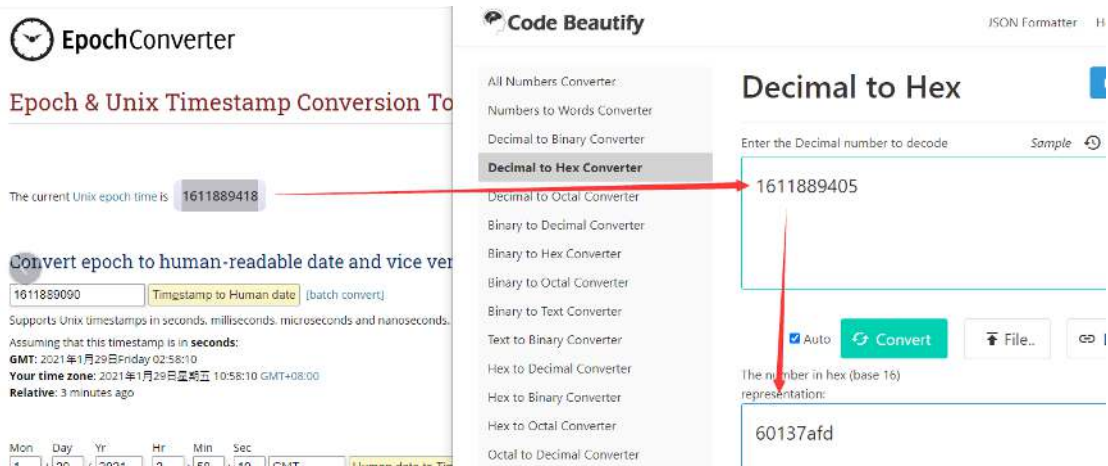 EpochConverter
Epoch & Unix Timestamp Conversion To
The current Unix epoch time is 1611889418
Convert epoch to human-readable date and vice ver
1611889090 Timestamp to Human date [batch convert]
Supports Unix timestamps in seconds, milliseconds, microseconds and nanoseconds.
Assuming that this timestamp is in seconds:
GMT: 2021年1月29日Friday 02:58:10
Your time zone: 2021年1月29日星期五 10:58:10 GMT+08:00
Relative: 3 minutes ago
Mon Day Yr Hr Min Sec
Code Beautify
JSON Formatter
All Numbers Converter
Numbers to Words Converter
Decimal to Binary Converter
Decimal to Hex Converter
Decimal to Octal Converter
Binary to Decimal Converter
Binary to Hex Converter
Binary to Octal Converter
Binary to Text Converter
Text to Binary Converter
Hex to Decimal Converter
Hex to Binary Converter
Hex to Octal Converter
Octal to Decimal Converter
Decimal to Hex
Enter the Decimal number to decode Sample
1611889405
Auto Convert File..
The number in hex (base 16)
representation:
60137afd